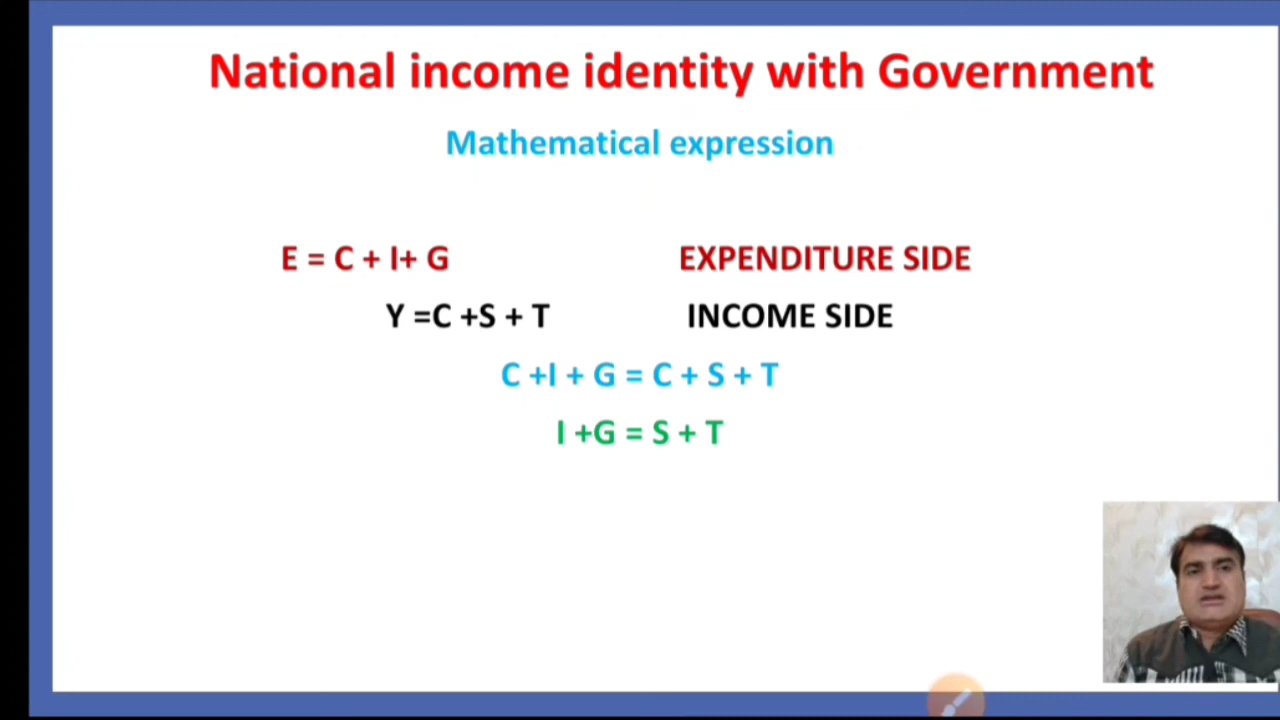 National income identity with Government
Mathematical expression
E = C + I+ G EXPENDITURE SIDE
Y =C +S + T INCOME SIDE
C +I + G = C + S + T
I +G = S + T